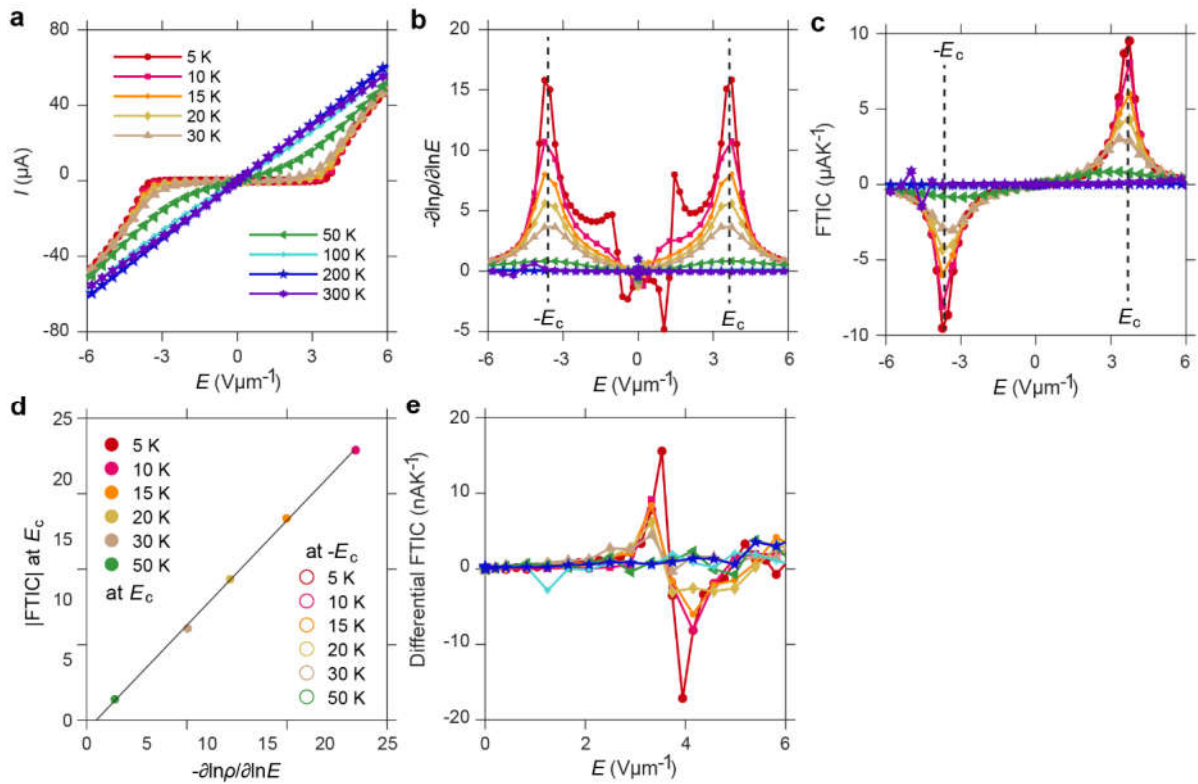 a
80
40
0
-40
-80
I (μA)
5 K
10 K
15 K
20 K
30 K
50 K
100 K
200 K
300 K
-6 -3 0 3 6
E (Vμm⁻¹)
b
20
15
10
5
0
-5
-∂lnρ/∂lnE
-Ec
Ec
-6 -3 0 3 6
E (Vμm⁻¹)
c
10
5
0
-5
-10
FTIC (μAK⁻¹)
-Ec
Ec
-6 -3 0 3 6
E (Vμm⁻¹)
d
25
20
15
10
5
0
|FTIC| at Ec
5 K
10 K
15 K
20 K
30 K
50 K
at Ec
at -Ec
5 K
10 K
15 K
20 K
30 K
50 K
0 5 10 15 20 25
-∂lnρ/∂lnE
e
20
10
0
-10
-20
Differential FTIC (nAK⁻¹)
0 2 4 6
E (Vμm⁻¹)